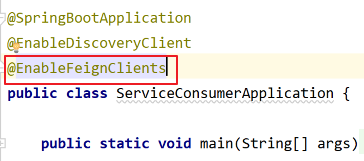 @SpringBootApplication
@EnableDiscoveryClient
@EnableFeignClients
public class ServiceConsumerApplication {
public static void main(String[] args)